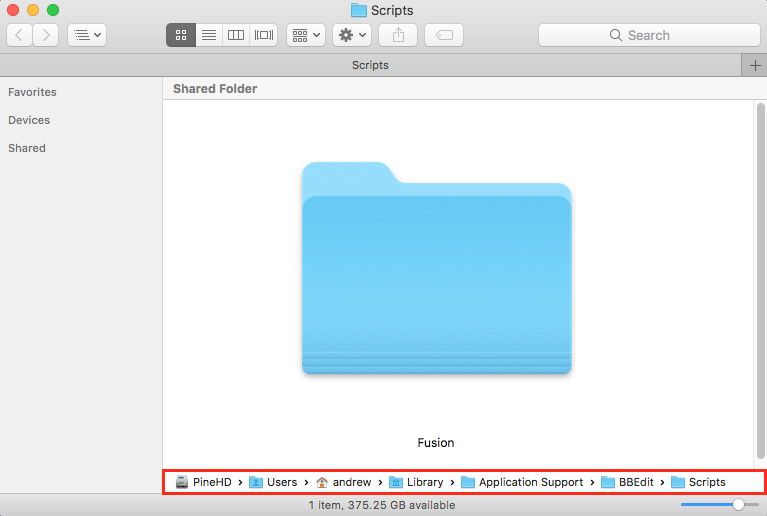 Scripts
Search
Scripts
Favorites
Devices
Shared
Shared Folder
Fusion
PineHD › Users › andrew › Library › Application Support › BBEdit › Scripts
1 item, 375.25 GB available